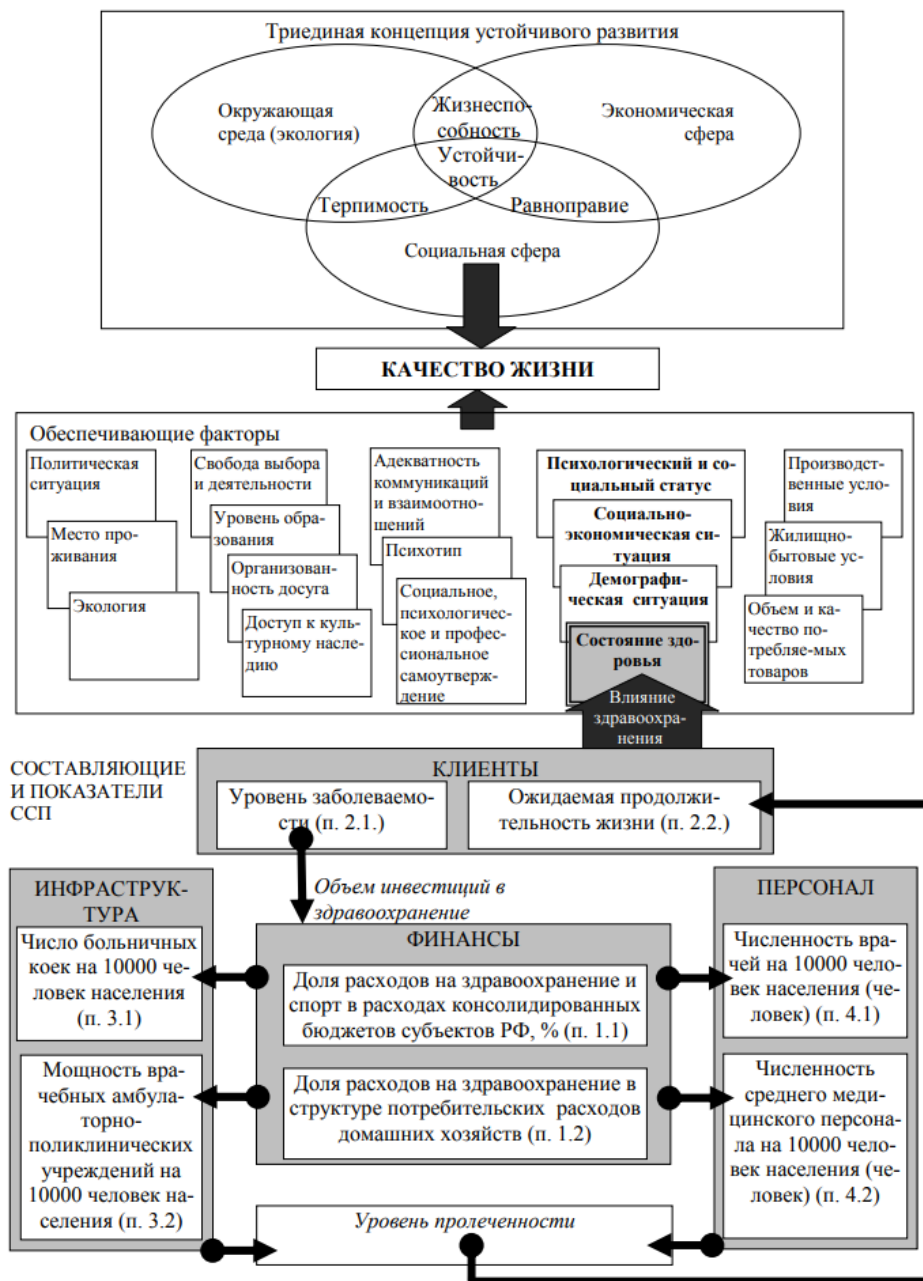 Триединая концепция устойчивого развития
Окружающая
среда (экология)
Жизнеспо-
собность
Экономическая
сфера
Устойчи-
вость
Терпимость
Равноправие
Социальная сфера
КАЧЕСТВО ЖИЗНИ
Обеспечивающие факторы
Политическая
ситуация
Место про-
живания
Экология
Свобода выбора
и деятельности
Уровень обра-
зования
Организован-
ность досуга
Доступ к куль-
турному насле-
дию
Адекватность
коммуникаций
и взаимоотно-
шений
Психотип
Социальное,
психологичес-
кое и профес-
сиональное
самоутверж-
дение
Психологический и со-
циальный статус
Социально-
экономическая си-
туация
Демографи-
ческая ситуация
Состояние здо-
ровья
Влияние
здравоохра-
нения
Производст-
венные усло-
вия
Жилищно-
бытовые ус-
ловия
Объем и ка-
чество по-
требляе-мых
товаров
СОСТАВЛЯЮЩИЕ
И ПОКАЗАТЕЛИ
ССП
КЛИЕНТЫ
Уровень заболеваемо-
сти (п. 2.1.)
Ожидаемая продолжи-
тельность жизни (п. 2.2.)
Объем инвестиций в
здравоохранение
ИНФРАСТРУК-
ТУРА
Число больничных
коек на 10000 че-
ловек населения
(п. 3.1)
Мощность вра-
чебных амбула-
торно-
поликлинических
учреждений на
10000 человек на-
селения (п. 3.2)
ФИНАНСЫ
Доля расходов на здравоохранение и
спорт в расходах консолидированных
бюджетов субъектов РФ, % (п. 1.1)
Доля расходов на здравоохранение в
структуре потребительских расходов
домашних хозяйств (п. 1.2)
ПЕРСОНАЛ
Численность вра-
чей на 10000 чело-
век населения (че-
ловек) (п. 4.1)
Численность
среднего меди-
цинского персона-
ла на 10000 чело-
век населения (че-
ловек) (п. 4.2)
Уровень пролеченности